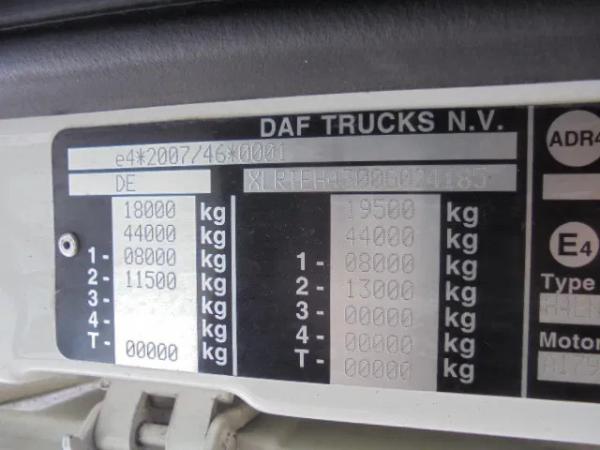 DAF TRUCKS N.V.
ADR4
e4*2007/46*0001
DE
18000 kg 19500 kg
44000 kg 44000 kg
E4
1- 08000 kg 1- 08000 kg
2- 11500 kg 2- 13000 kg
Type
3- kg 3- 00000 kg
4- kg 4- 00000 kg
Motor
T- 00000 kg T- 00000 kg